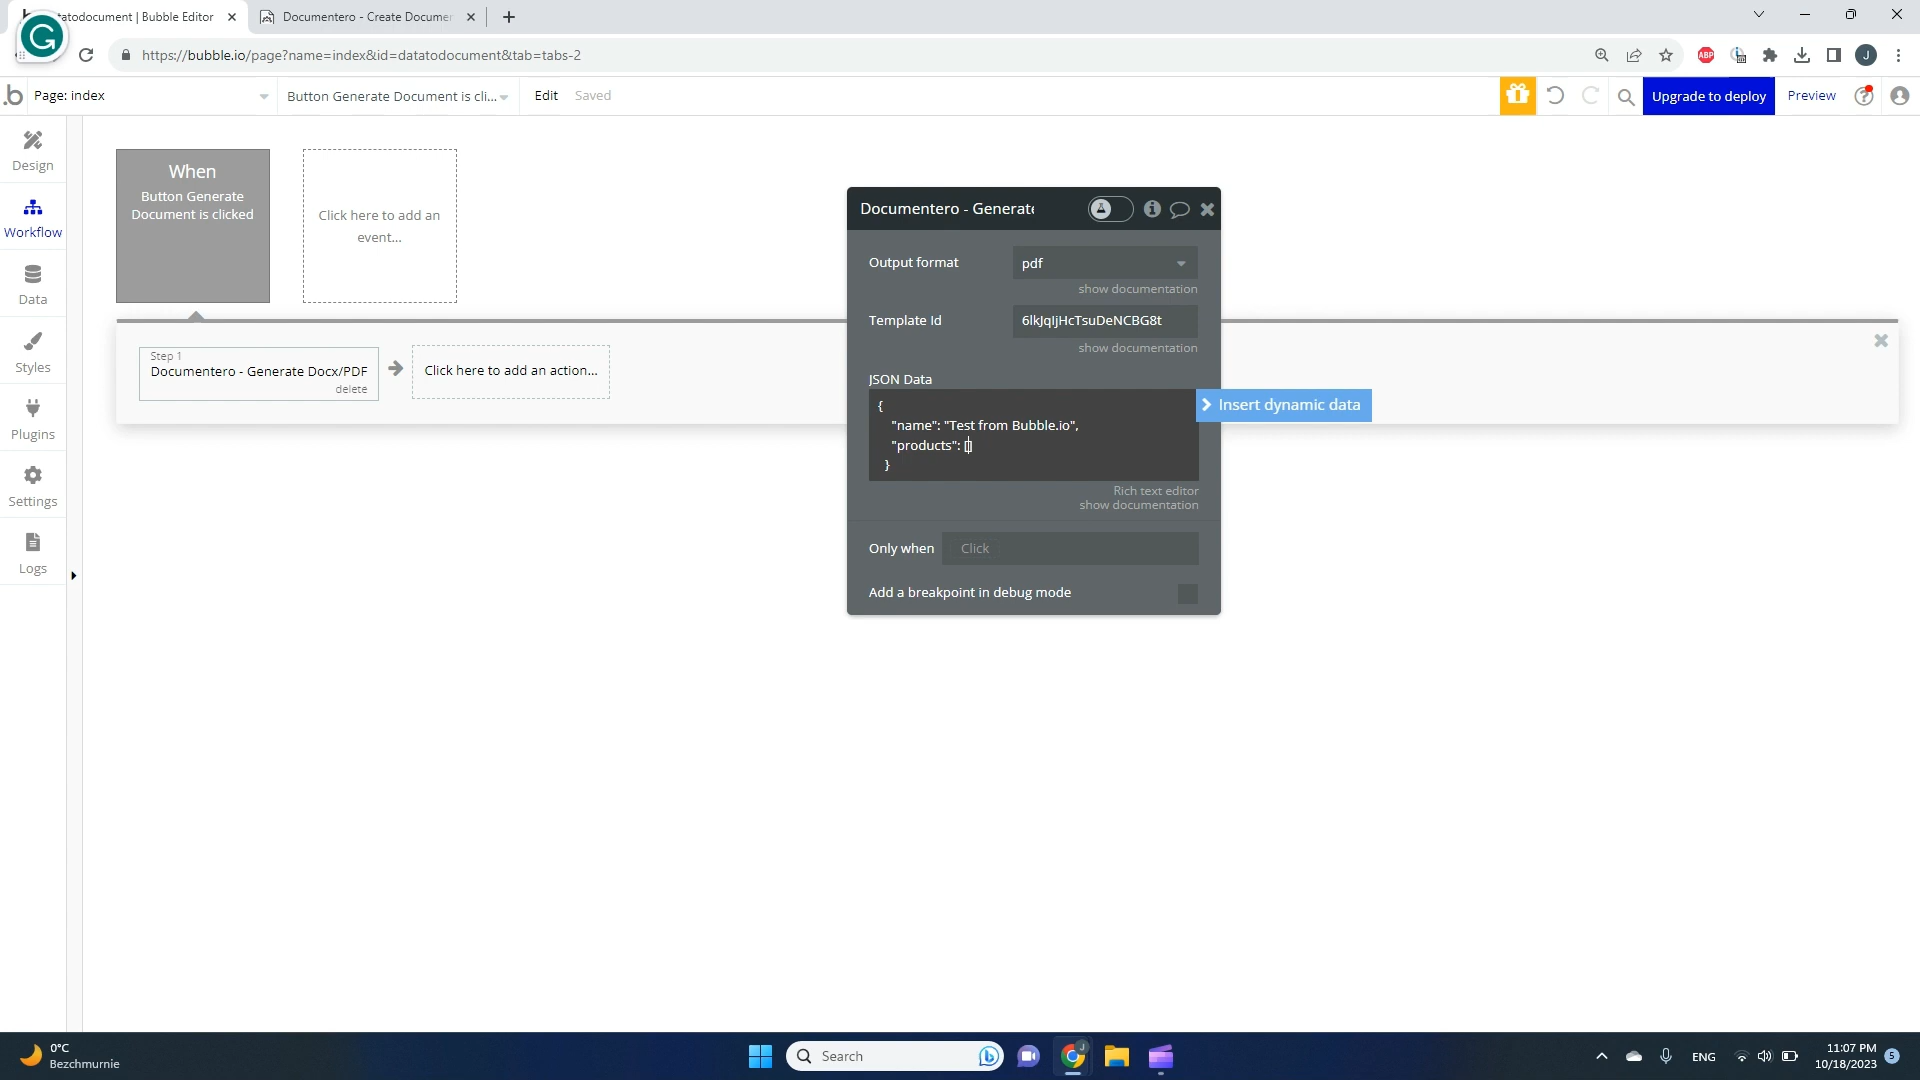 datatodocument | Bubble Editor
Documentero - Create Documen
https://bubble.io/page?name=index&id=datatodocument&tab=tabs-2
ABP
J
Page: index
Button Generate Document is cli...
Edit
Saved
Upgrade to deploy
Preview
Design
Workflow
Data
Styles
Plugins
Settings
Logs
When
Button Generate
Document is clicked
Click here to add an
event...
Step 1
Documentero - Generate Docx/PDF
delete
Click here to add an action...
Documentero - Generate
Output format
pdf
show documentation
Template Id
6lkJqIjHcTsuDeNCBG8t
show documentation
JSON Data
{
"name": "Test from Bubble.io",
"products": []
}
Insert dynamic data
Rich text editor
show documentation
Only when
Click
Add a breakpoint in debug mode
0°C
Bezchmurnie
Search
J
ENG
11:07 PM
10/18/2023
5